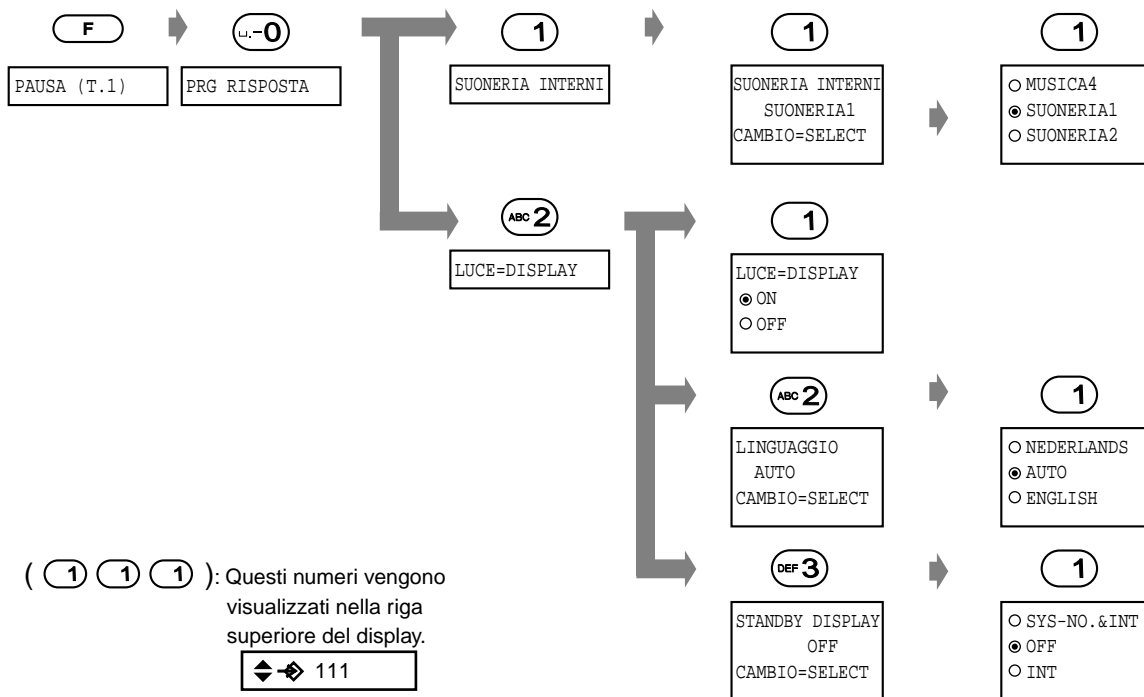 F
␣.-0
1
1
1
PAUSA (T.1)
PRG RISPOSTA
SUONERIA INTERNI
SUONERIA INTERNI
SUONERIA1
CAMBIO=SELECT
MUSICA4
SUONERIA1
SUONERIA2
ABC 2
1
LUCE=DISPLAY
LUCE=DISPLAY
ON
OFF
ABC 2
1
LINGUAGGIO
AUTO
CAMBIO=SELECT
NEDERLANDS
AUTO
ENGLISH
DEF 3
1
STANDBY DISPLAY
OFF
CAMBIO=SELECT
SYS-NO.&INT
OFF
INT
( 1 1 1 ): Questi numeri vengono
visualizzati nella riga
superiore del display.
111